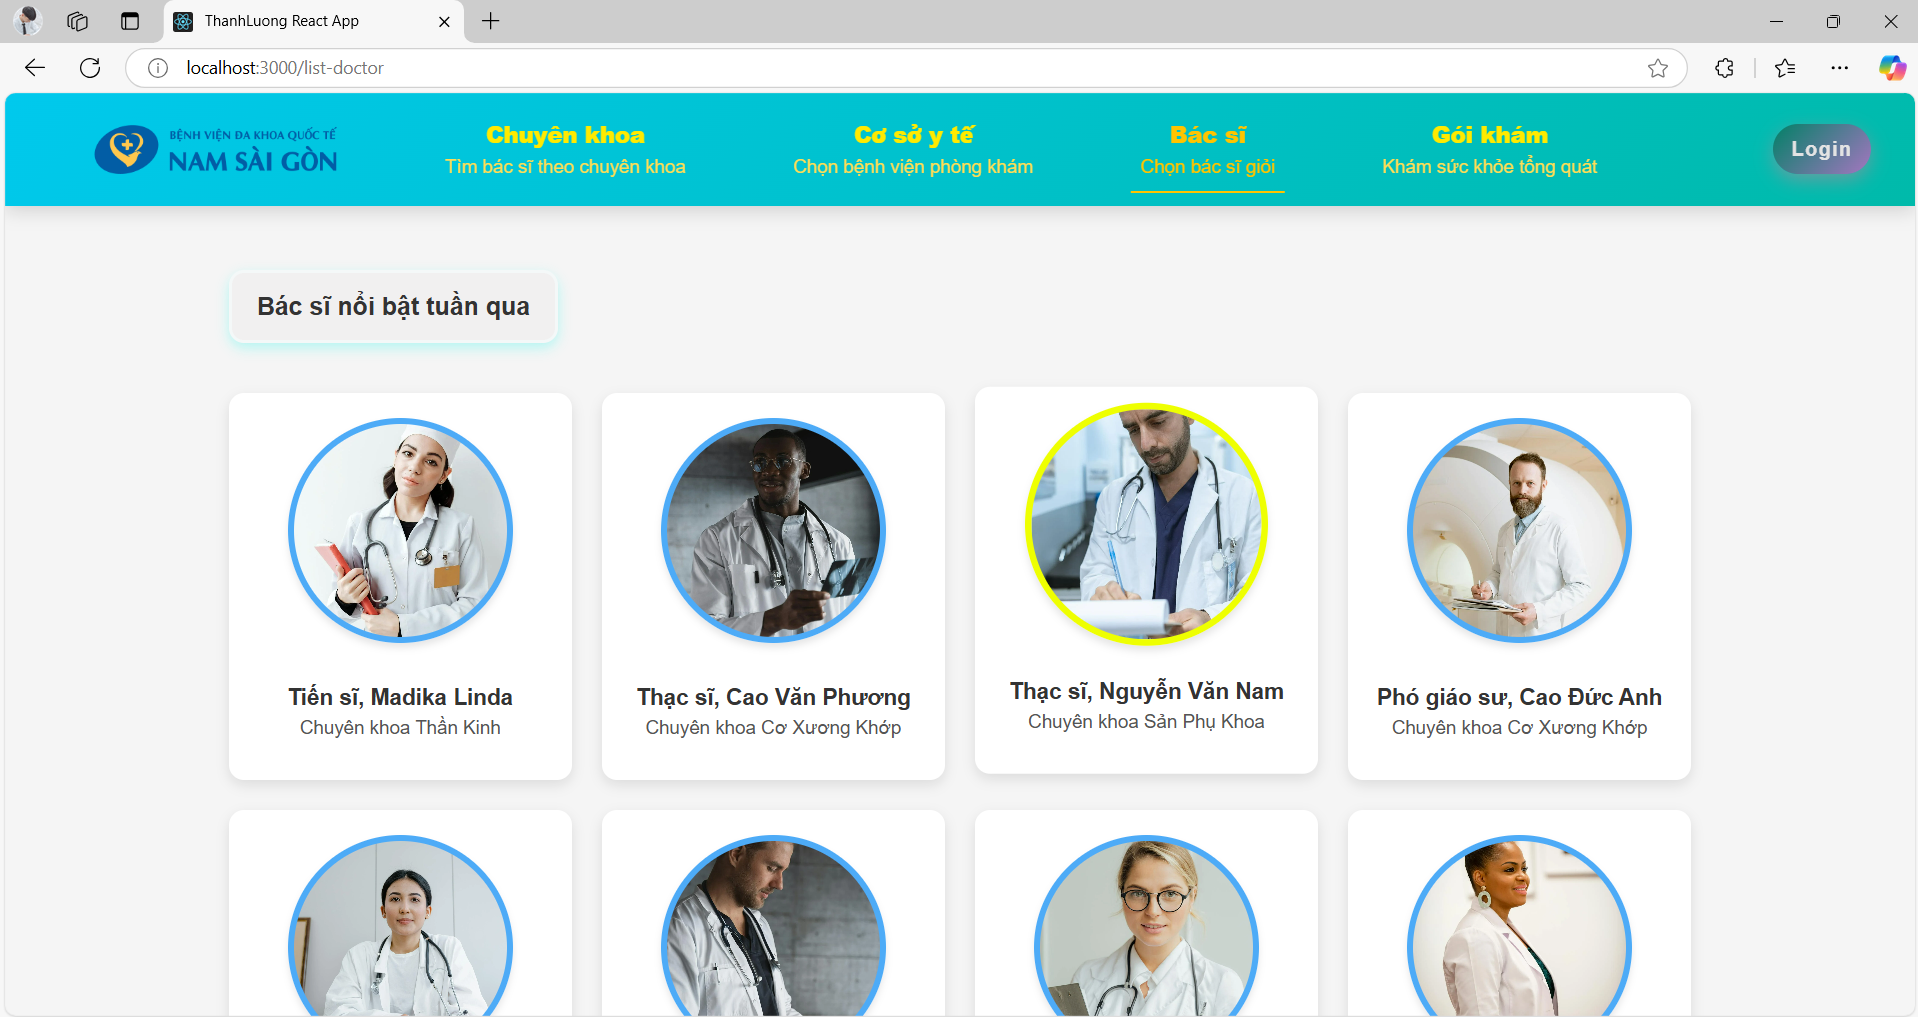 ThanhLuong React App
localhost:3000/list-doctor
BỆNH VIỆN ĐA KHOA QUỐC TẾ
NAM SÀI GÒN
Chuyên khoa
Tìm bác sĩ theo chuyên khoa
Cơ sở y tế
Chọn bệnh viện phòng khám
Bác sĩ
Chọn bác sĩ giỏi
Gói khám
Khám sức khỏe tổng quát
Login
Bác sĩ nổi bật tuần qua
Tiến sĩ, Madika Linda
Chuyên khoa Thần Kinh
Thạc sĩ, Cao Văn Phương
Chuyên khoa Cơ Xương Khớp
Thạc sĩ, Nguyễn Văn Nam
Chuyên khoa Sản Phụ Khoa
Phó giáo sư, Cao Đức Anh
Chuyên khoa Cơ Xương Khớp